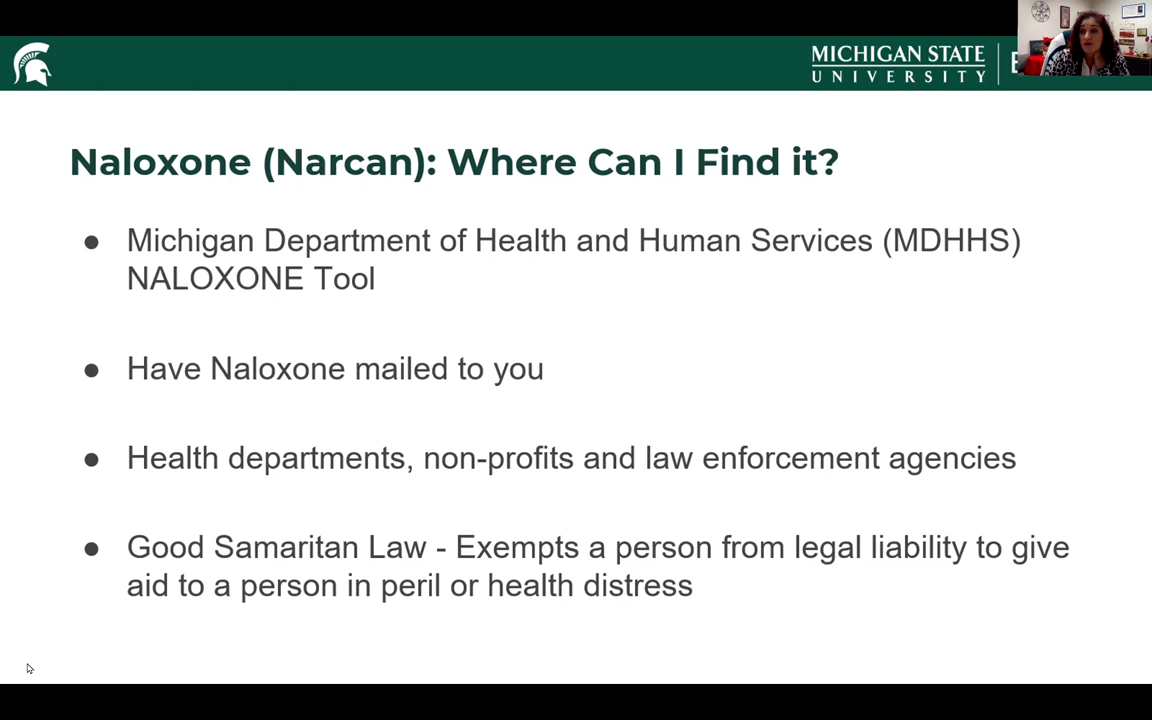 MICHIGAN STATE
UNIVERSITY
Naloxone (Narcan): Where Can I Find it?
● Michigan Department of Health and Human Services (MDHHS)
NALOXONE Tool
● Have Naloxone mailed to you
● Health departments, non-profits and law enforcement agencies
● Good Samaritan Law - Exempts a person from legal liability to give
aid to a person in peril or health distress